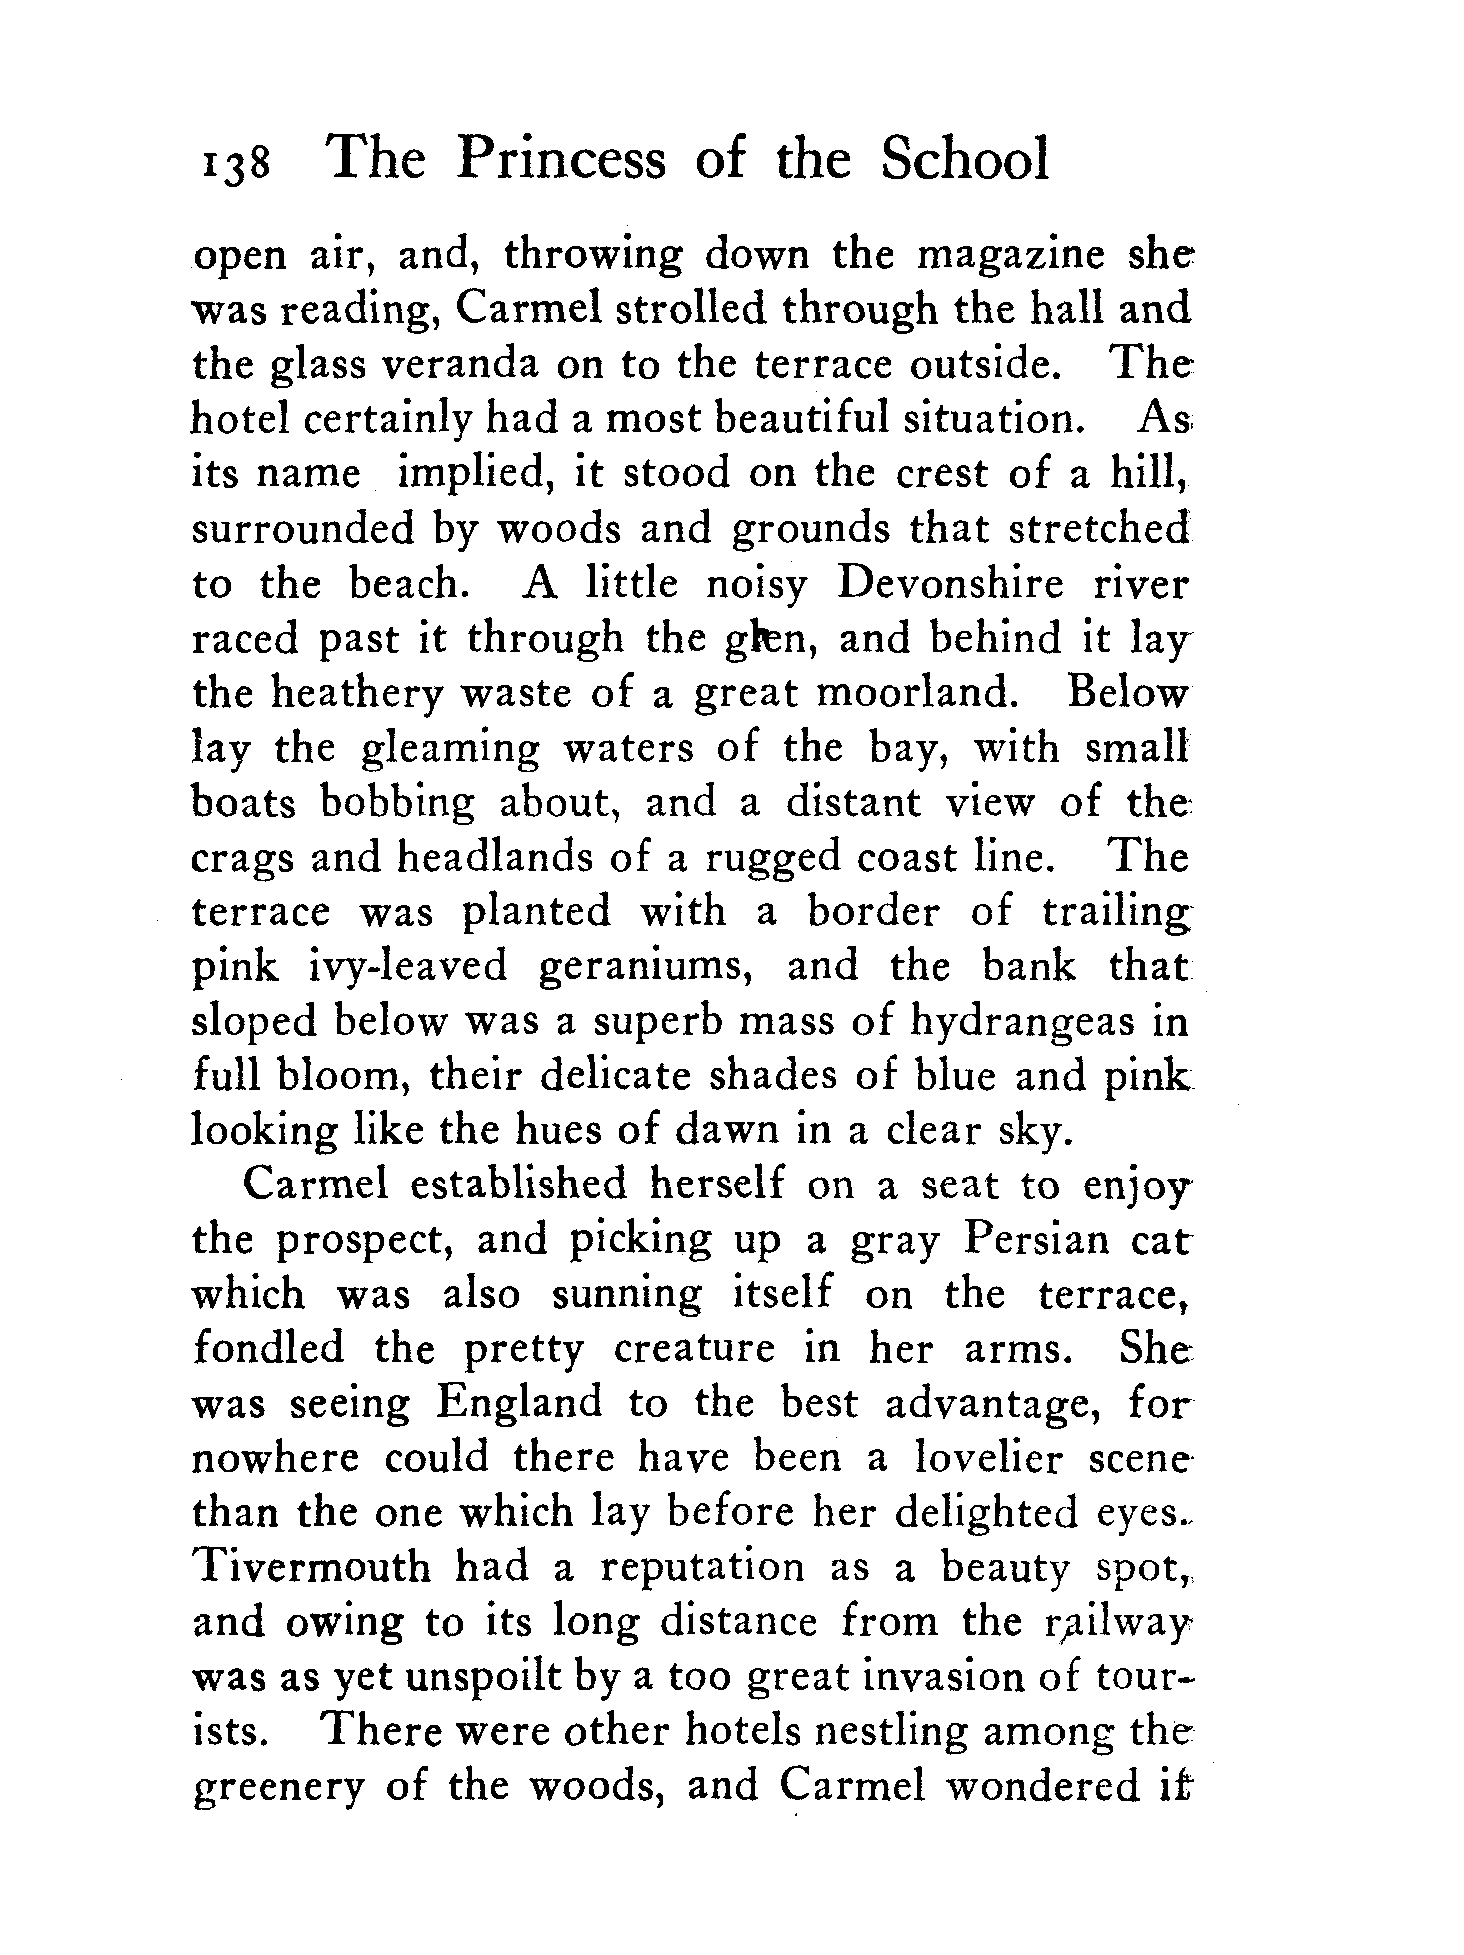 138 The Princess of the School
open air, and, throwing down the magazine she
was reading, Carmel strolled through the hall and
the glass veranda on to the terrace outside. The
hotel certainly had a most beautiful situation. As
its name implied, it stood on the crest of a hill,
surrounded by woods and grounds that stretched
to the beach. A little noisy Devonshire river
raced past it through the glen, and behind it lay
the heathery waste of a great moorland. Below
lay the gleaming waters of the bay, with small
boats bobbing about, and a distant view of the
crags and headlands of a rugged coast line. The
terrace was planted with a border of trailing
pink ivy-leaved geraniums, and the bank that
sloped below was a superb mass of hydrangeas in
full bloom, their delicate shades of blue and pink
looking like the hues of dawn in a clear sky.
Carmel established herself on a seat to enjoy
the prospect, and picking up a gray Persian cat
which was also sunning itself on the terrace,
fondled the pretty creature in her arms. She
was seeing England to the best advantage, for
nowhere could there have been a lovelier scene
than the one which lay before her delighted eyes.
Tivermouth had a reputation as a beauty spot,
and owing to its long distance from the railway
was as yet unspoilt by a too great invasion of tour-
ists. There were other hotels nestling among the
greenery of the woods, and Carmel wondered if